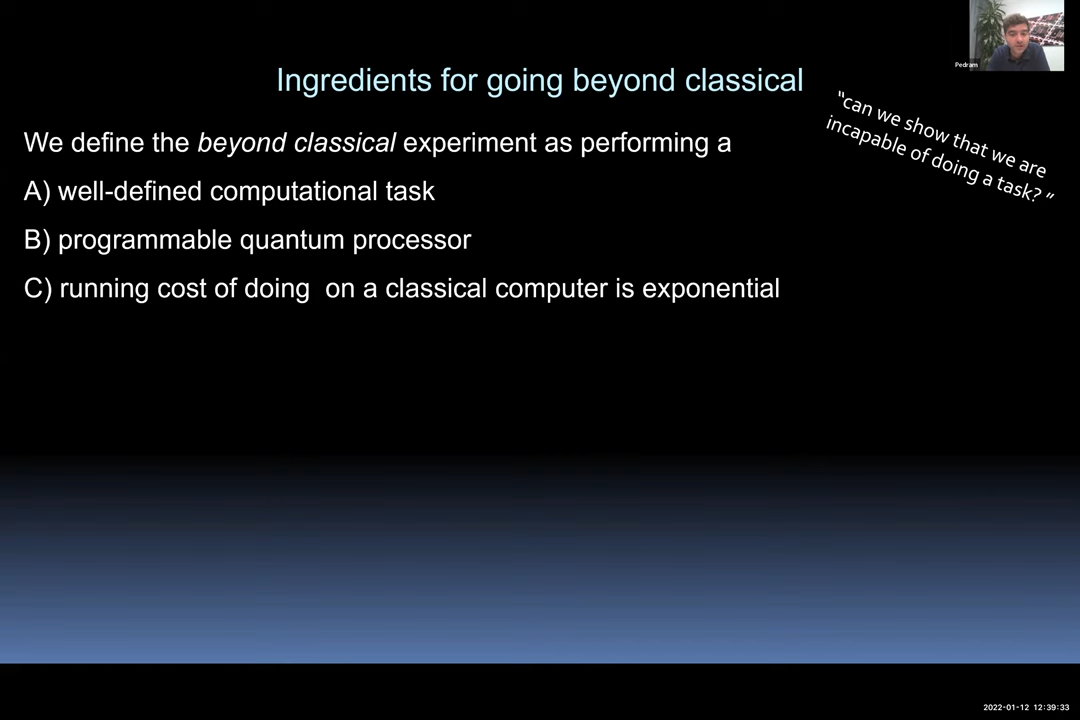 Pedram
Ingredients for going beyond classical
"can we show that we are
incapable of doing a task? "
We define the beyond classical experiment as performing a
A) well-defined computational task
B) programmable quantum processor
C) running cost of doing  on a classical computer is exponential
2022-01-12 12:39:33